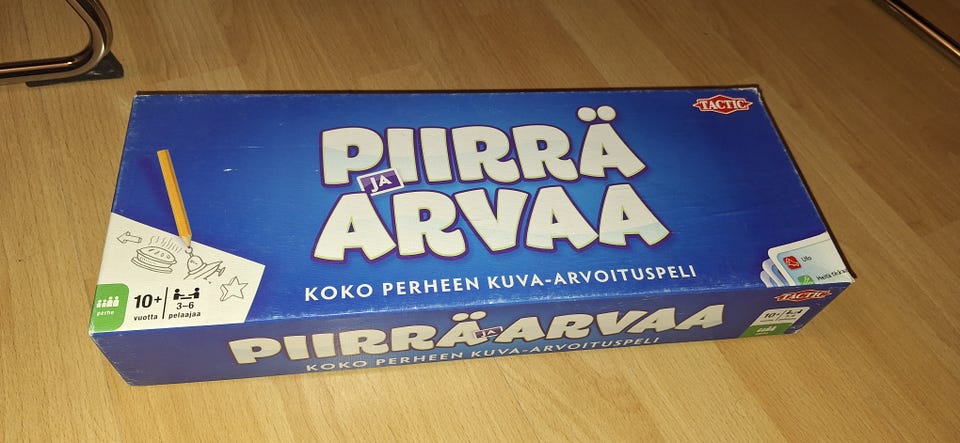 TACTIC
PIIRRÄ
JA
ARVAA
KOKO PERHEEN KUVA-ARVOITUSPELI
Ufo
perhe
10+
vuotta
3–6
pelaajaa
TACTIC
PIIRRÄ JA ARVAA
KOKO PERHEEN KUVA-ARVOITUSPELI
10+